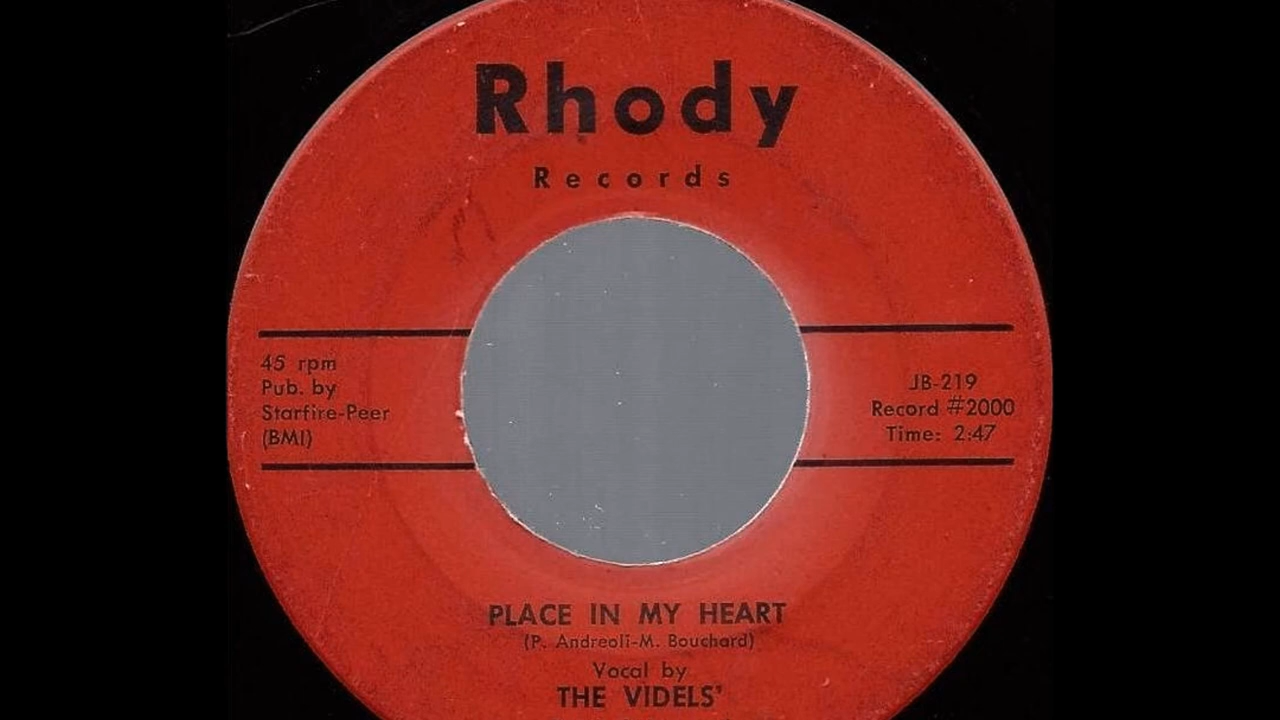 Rhody
Records
45 rpm
Pub. by
Starfire-Peer
(BMI)
JB-219
Record #2000
Time: 2:47
PLACE IN MY HEART
(P. Andreoli-M. Bouchard)
Vocal by
THE VIDELS'